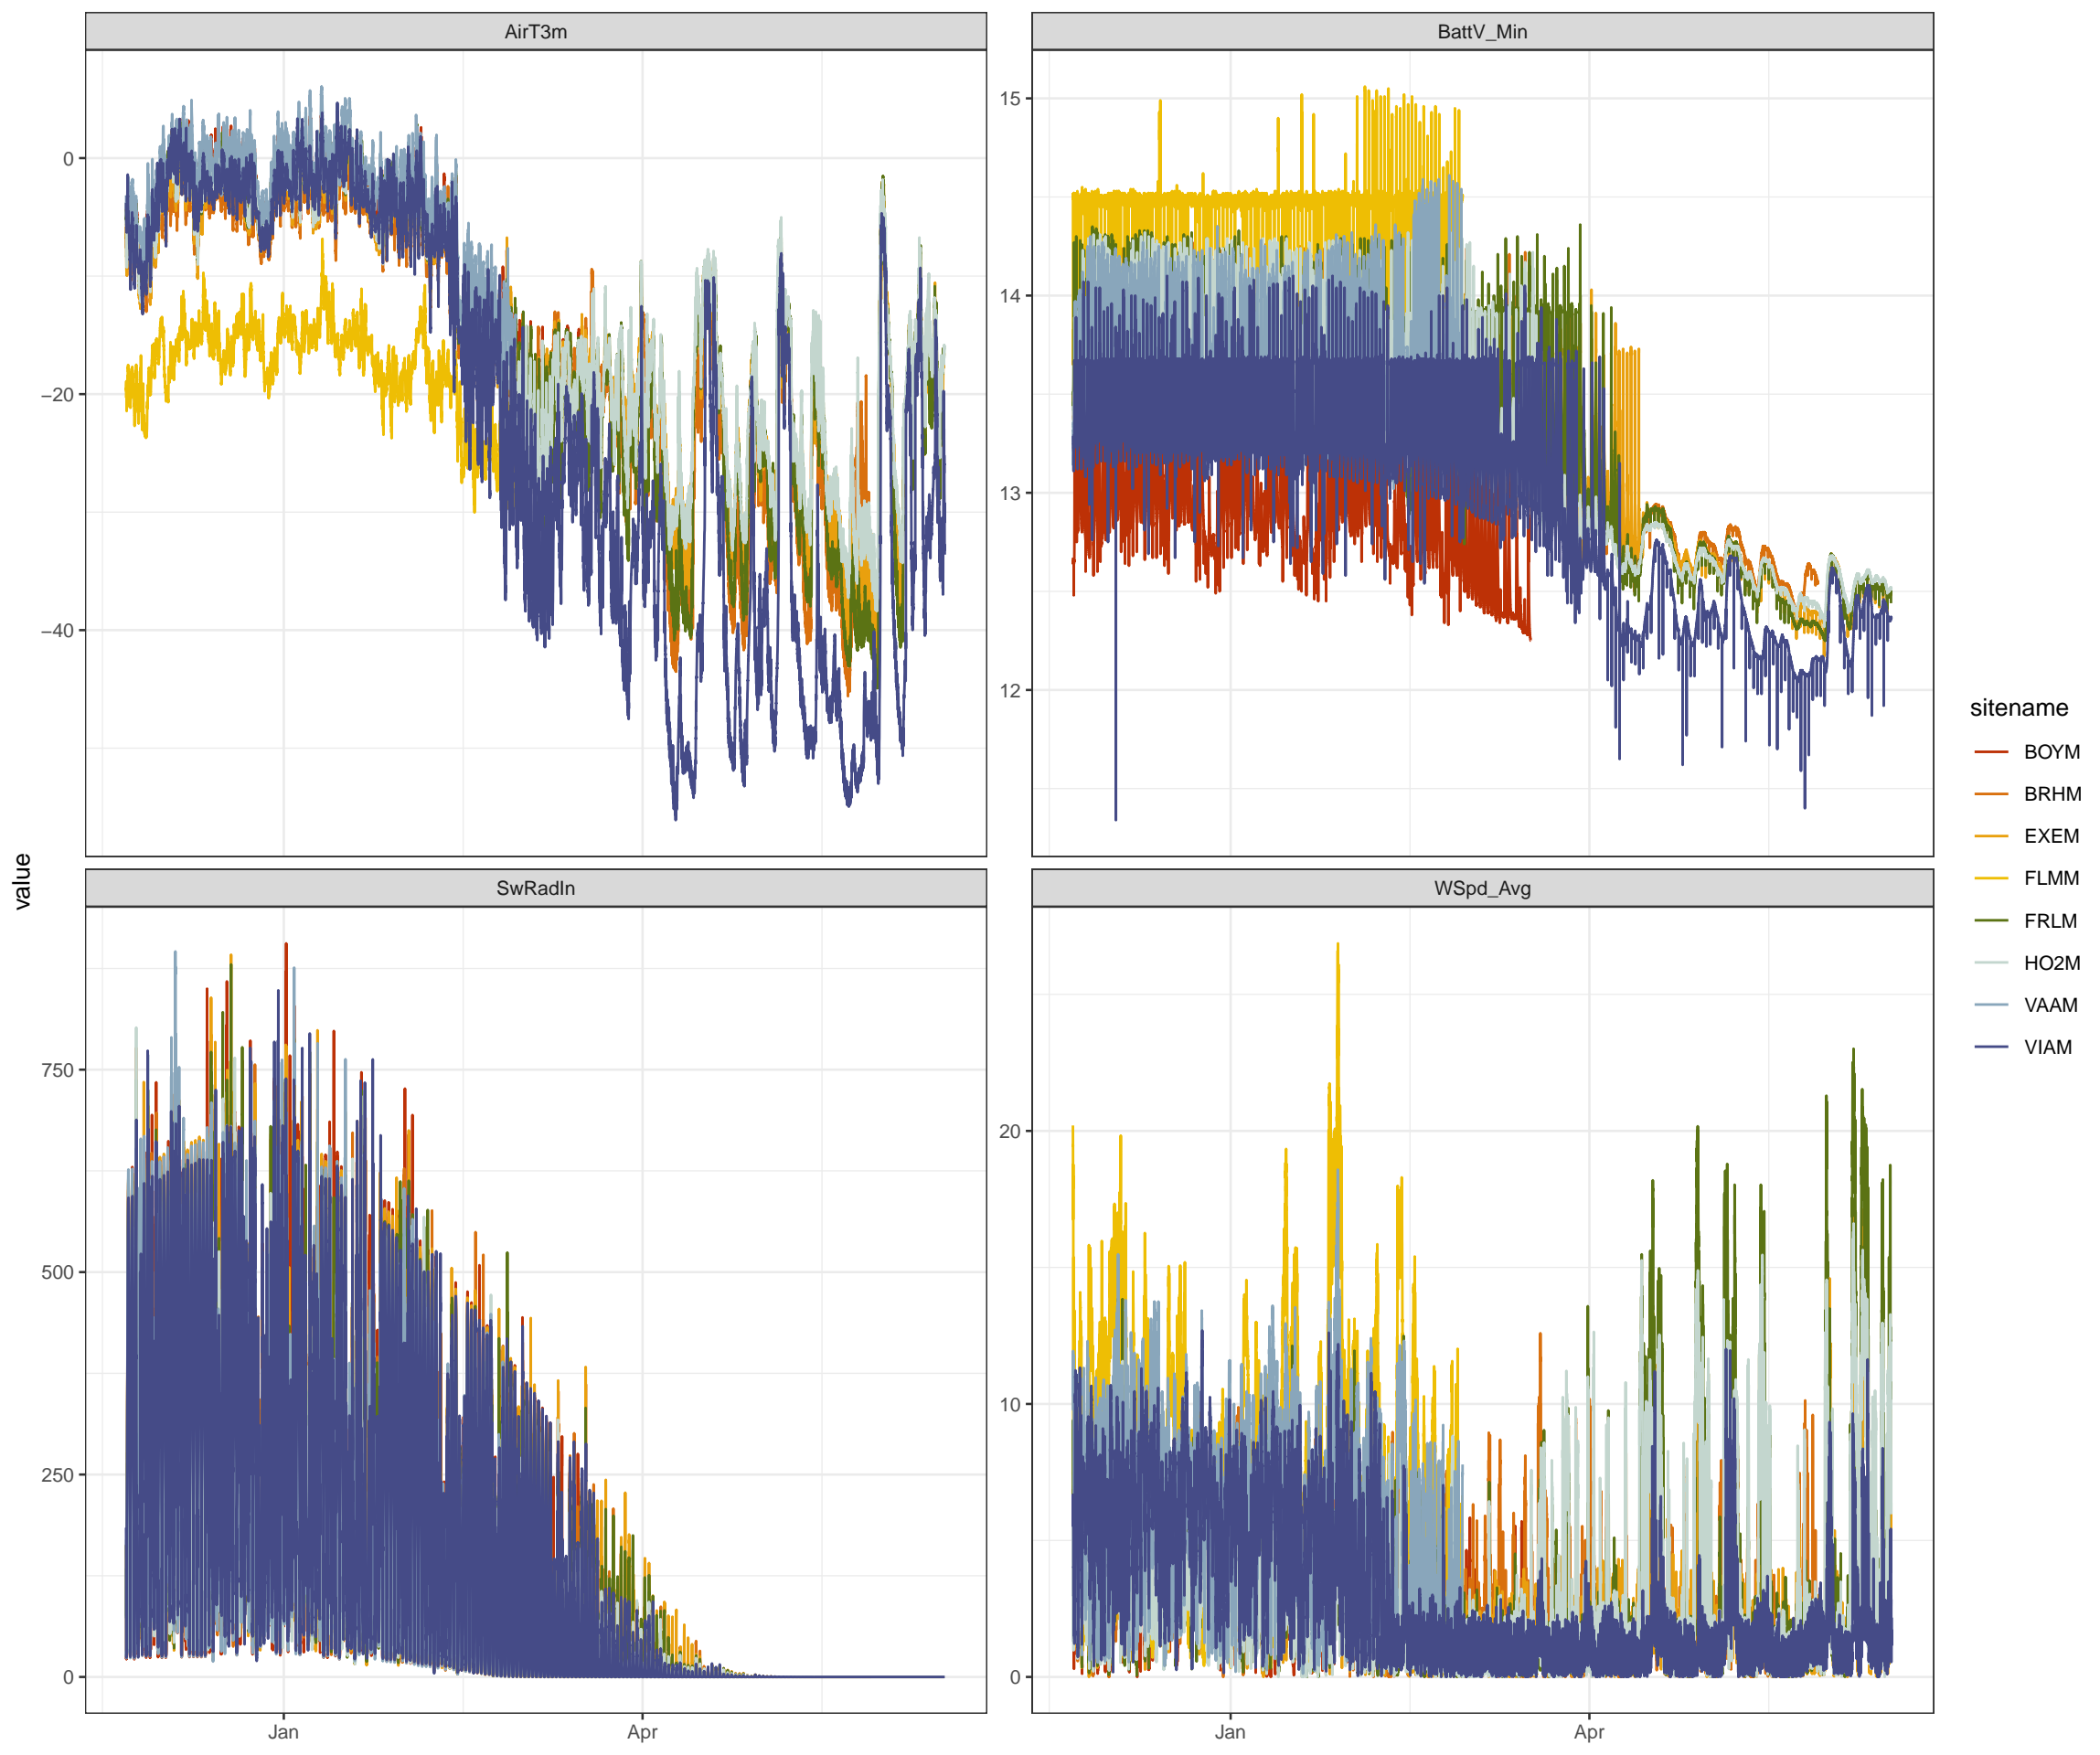 AirT3m
BattV_Min
0
−20
−40
15
14
13
12
SwRadIn
WSpd_Avg
750
500
250
0
20
10
0
Jan
Apr
Jan
Apr
value
sitename
BOYM
BRHM
EXEM
FLMM
FRLM
HO2M
VAAM
VIAM